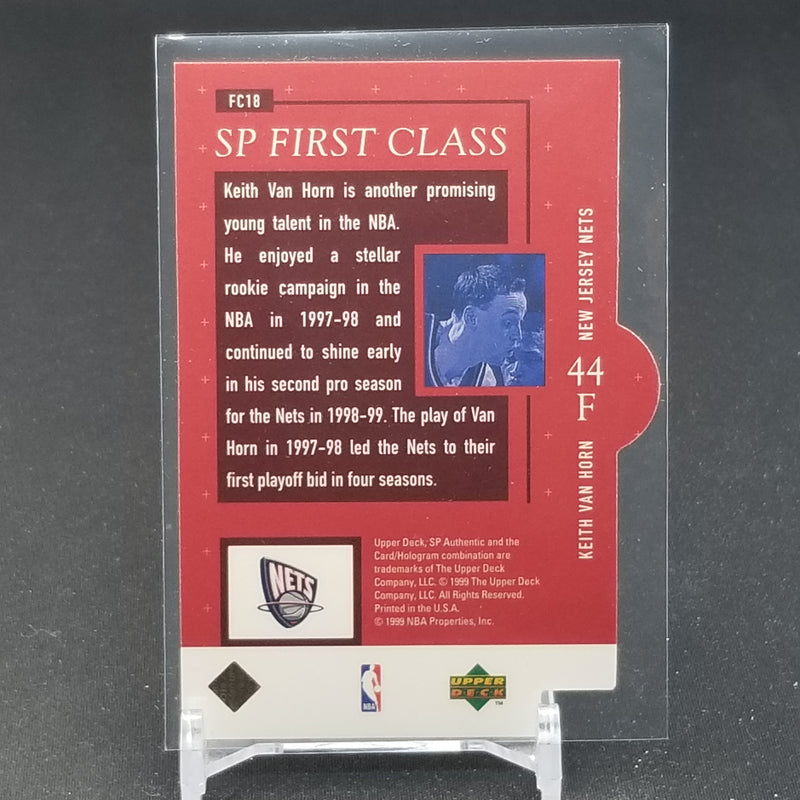 FC18
SP FIRST CLASS
Keith Van Horn is another promising
young talent in the NBA.
He enjoyed a stellar
rookie campaign in the
NBA in 1997-98 and
continued to shine early
in his second pro season
for the Nets in 1998-99. The play of Van
Horn in 1997-98 led the Nets to their
first playoff bid in four seasons.
KEITH VAN HORN
44
F
NEW JERSEY NETS
NETS
Upper Deck, SP Authentic and the
Card/Hologram combination are
trademarks of The Upper Deck
Company, LLC. © 1999 The Upper Deck
Company, LLC. All Rights Reserved.
Printed in the U.S.A.
© 1999 NBA Properties, Inc.
NBA
UPPER
DECK
TM